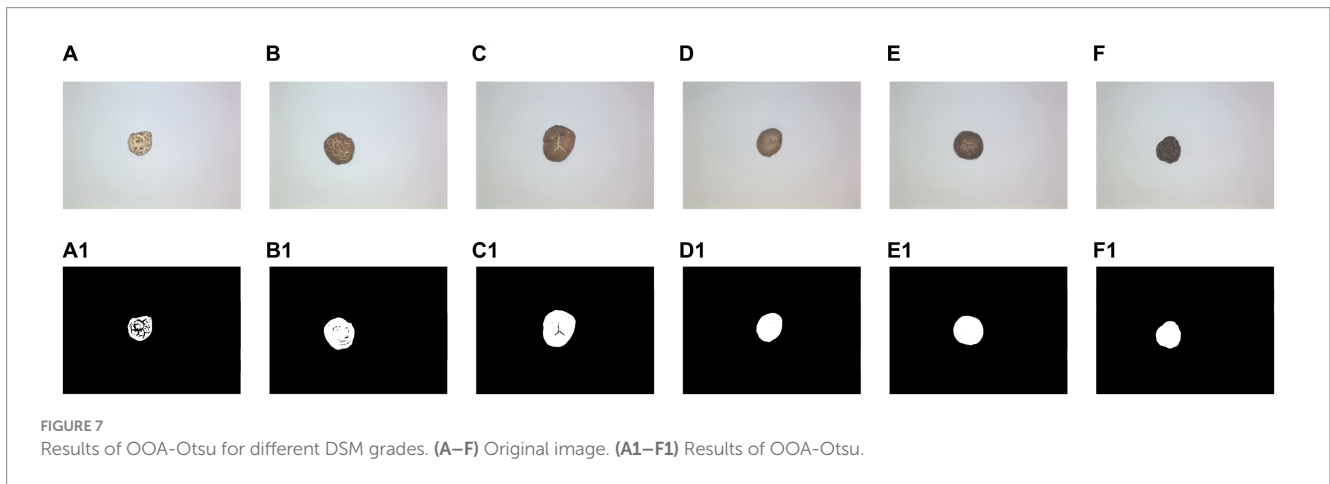 A B C D E F
A1 B1 C1 D1 E1 F1
FIGURE 7
Results of OOA-Otsu for different DSM grades. (A–F) Original image. (A1–F1) Results of OOA-Otsu.